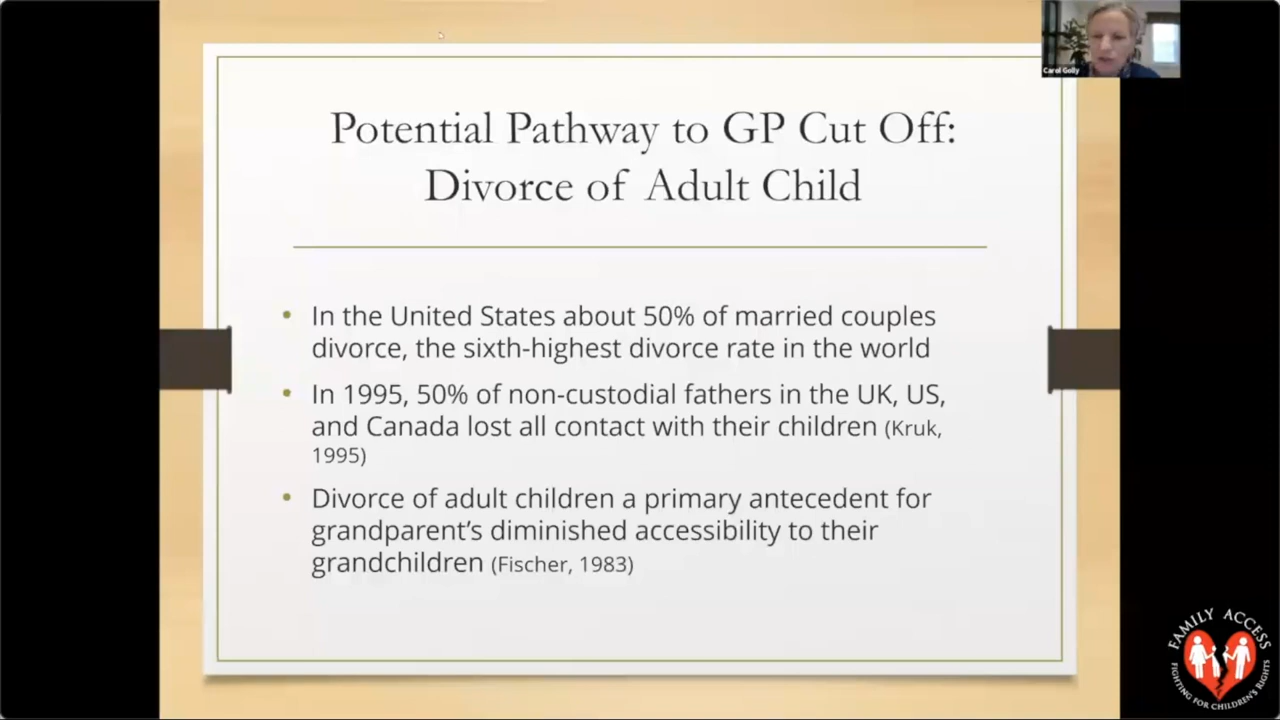 Carol Golly
Potential Pathway to GP Cut Off:
Divorce of Adult Child
• In the United States about 50% of married couples
divorce, the sixth-highest divorce rate in the world
• In 1995, 50% of non-custodial fathers in the UK, US,
and Canada lost all contact with their children (Kruk,
1995)
• Divorce of adult children a primary antecedent for
grandparent's diminished accessibility to their
grandchildren (Fischer, 1983)
FAMILY ACCESS
FIGHTING FOR CHILDREN'S RIGHTS